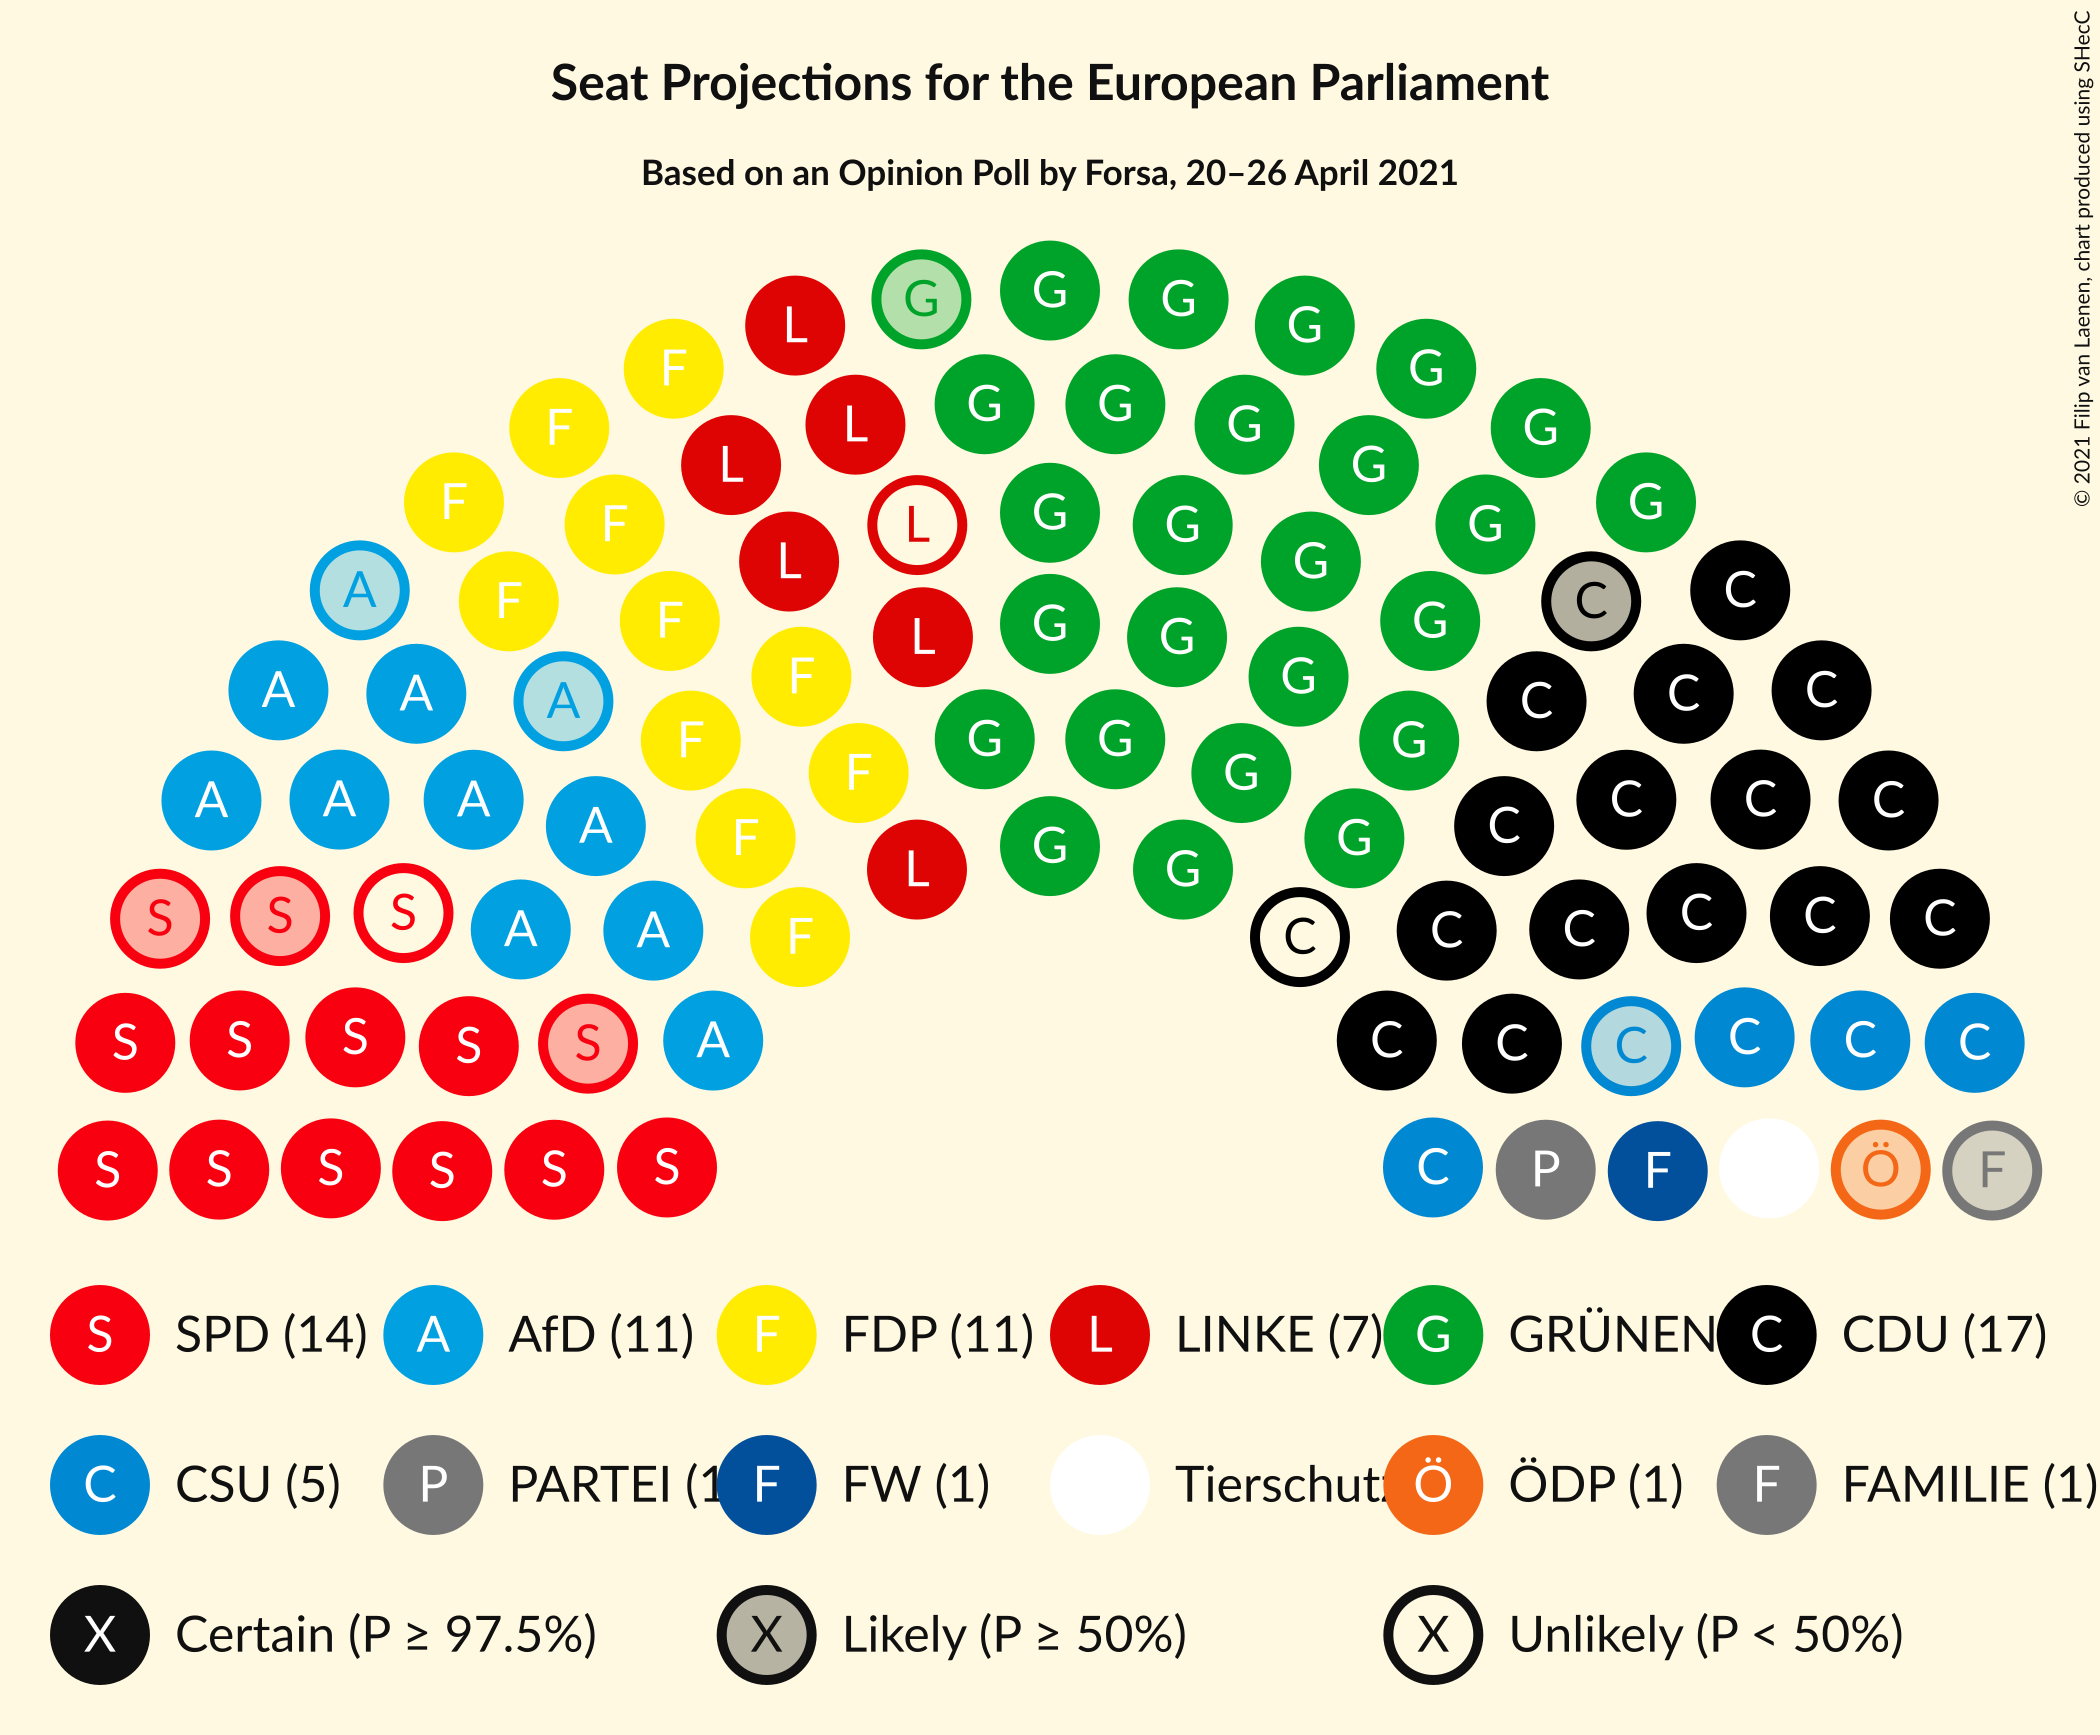 Seat Projections for the European Parliament
Based on an Opinion Poll by Forsa, 20–26 April 2021
© 2021 Filip van Laenen, chart produced using SHecC
G G G G
L G
F F G
F L G G G G
F L G G
F L G G G
A F L G C C
F F L G G G G
A A A F F G G C C C
A A A A F F G G G G C C C C
S S S A A F L G G C C C C C C
S S S S S A C C C C C C
S S S S S S C P F Ö F
S SPD (14) A AfD (11) F FDP (11) L LINKE (7) G GRÜNEN C CDU (17)
C CSU (5) P PARTEI (1 F FW (1) Tierschutz Ö ÖDP (1) F FAMILIE (1)
X Certain (P ≥ 97.5%) X Likely (P ≥ 50%) X Unlikely (P < 50%)